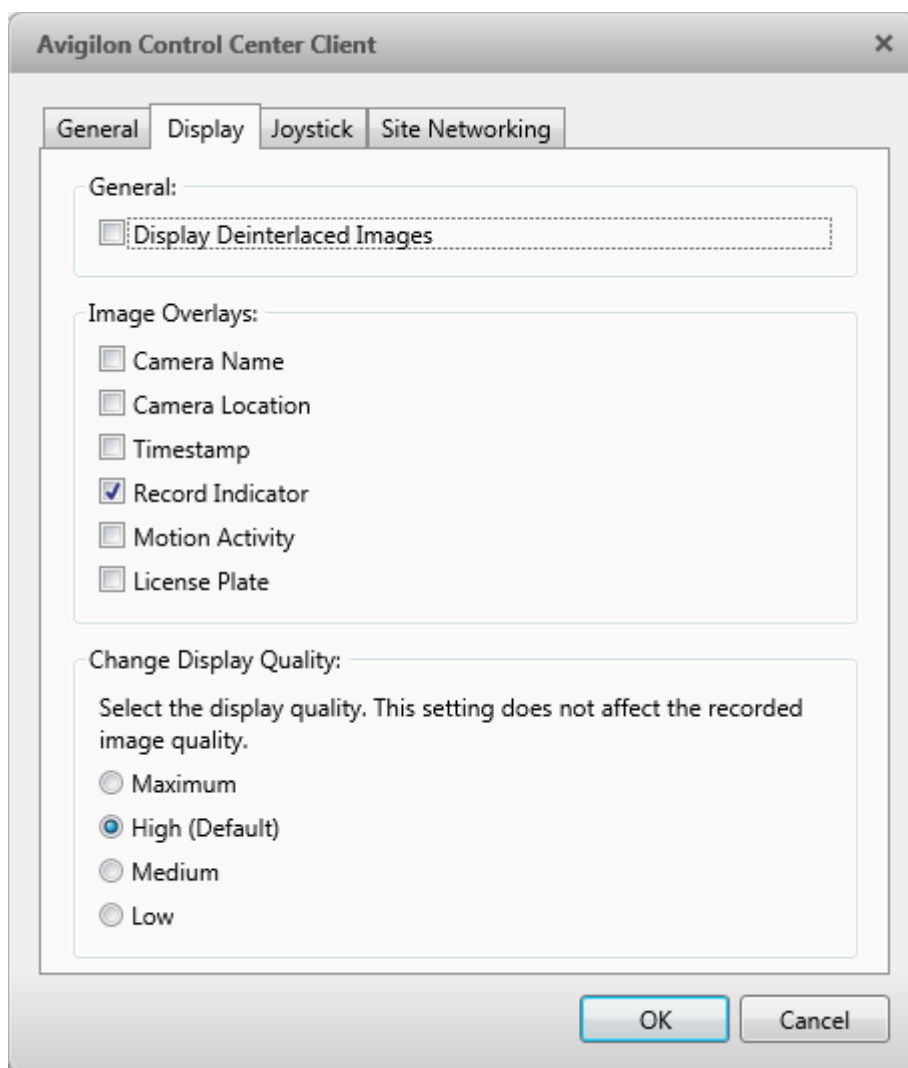 Avigilon Control Center Client
General
Display
Joystick
Site Networking
General:
Display Deinterlaced Images
Image Overlays:
Camera Name
Camera Location
Timestamp
Record Indicator
Motion Activity
License Plate
Change Display Quality:
Select the display quality. This setting does not affect the recorded
image quality.
Maximum
High (Default)
Medium
Low
OK
Cancel